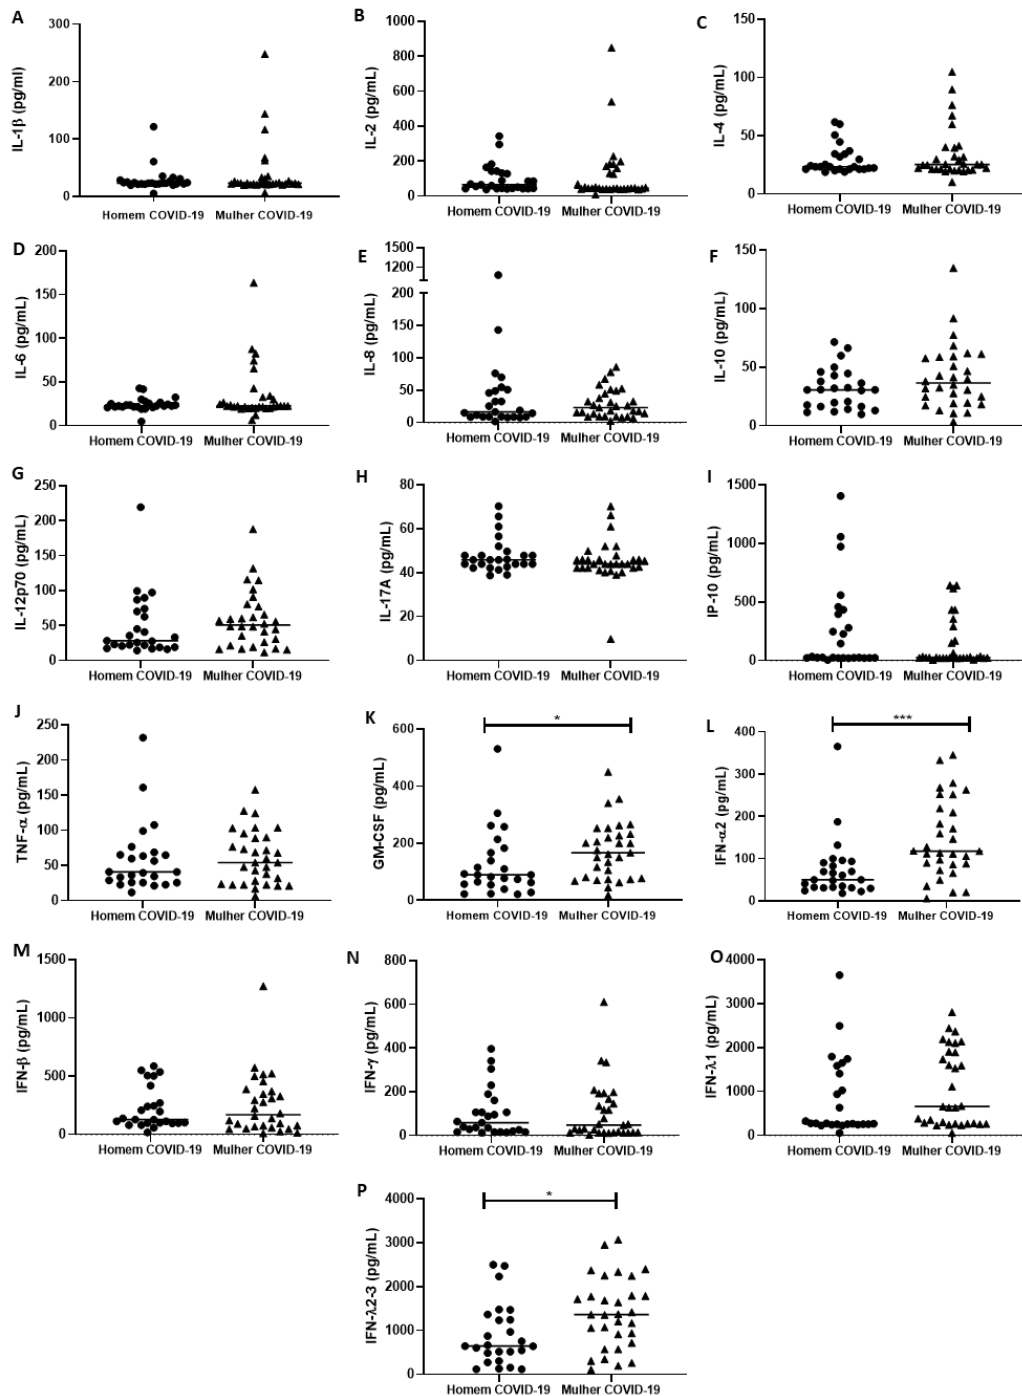 A
IL-1β (pg/ml)
300
200
100
0
Homem COVID-19 Mulher COVID-19
B
IL-2 (pg/mL)
1000
800
600
400
200
0
Homem COVID-19 Mulher COVID-19
C
IL-4 (pg/mL)
150
100
50
0
Homem COVID-19 Mulher COVID-19
D
IL-6 (pg/mL)
200
150
100
50
0
Homem COVID-19 Mulher COVID-19
E
IL-8 (pg/mL)
1500
1200
200
150
100
50
0
Homem COVID-19 Mulher COVID-19
F
IL-10 (pg/mL)
150
100
50
0
Homem COVID-19 Mulher COVID-19
G
IL-12p70 (pg/mL)
250
200
150
100
50
0
Homem COVID-19 Mulher COVID-19
H
IL-17A (pg/mL)
80
60
40
20
0
Homem COVID-19 Mulher COVID-19
I
IP-10 (pg/mL)
1500
1000
500
0
Homem COVID-19 Mulher COVID-19
J
TNF-α (pg/mL)
250
200
150
100
50
0
Homem COVID-19 Mulher COVID-19
K
GM-CSF (pg/mL)
600
400
200
0
*
Homem COVID-19 Mulher COVID-19
L
IFN-α2 (pg/mL)
400
300
200
100
0
***
Homem COVID-19 Mulher COVID-19
M
IFN-β (pg/mL)
1500
1000
500
0
Homem COVID-19 Mulher COVID-19
N
IFN-γ (pg/mL)
800
600
400
200
0
Homem COVID-19 Mulher COVID-19
O
IFN-λ1 (pg/mL)
4000
3000
2000
1000
0
Homem COVID-19 Mulher COVID-19
P
IFN-λ2-3 (pg/mL)
4000
3000
2000
1000
0
*
Homem COVID-19 Mulher COVID-19